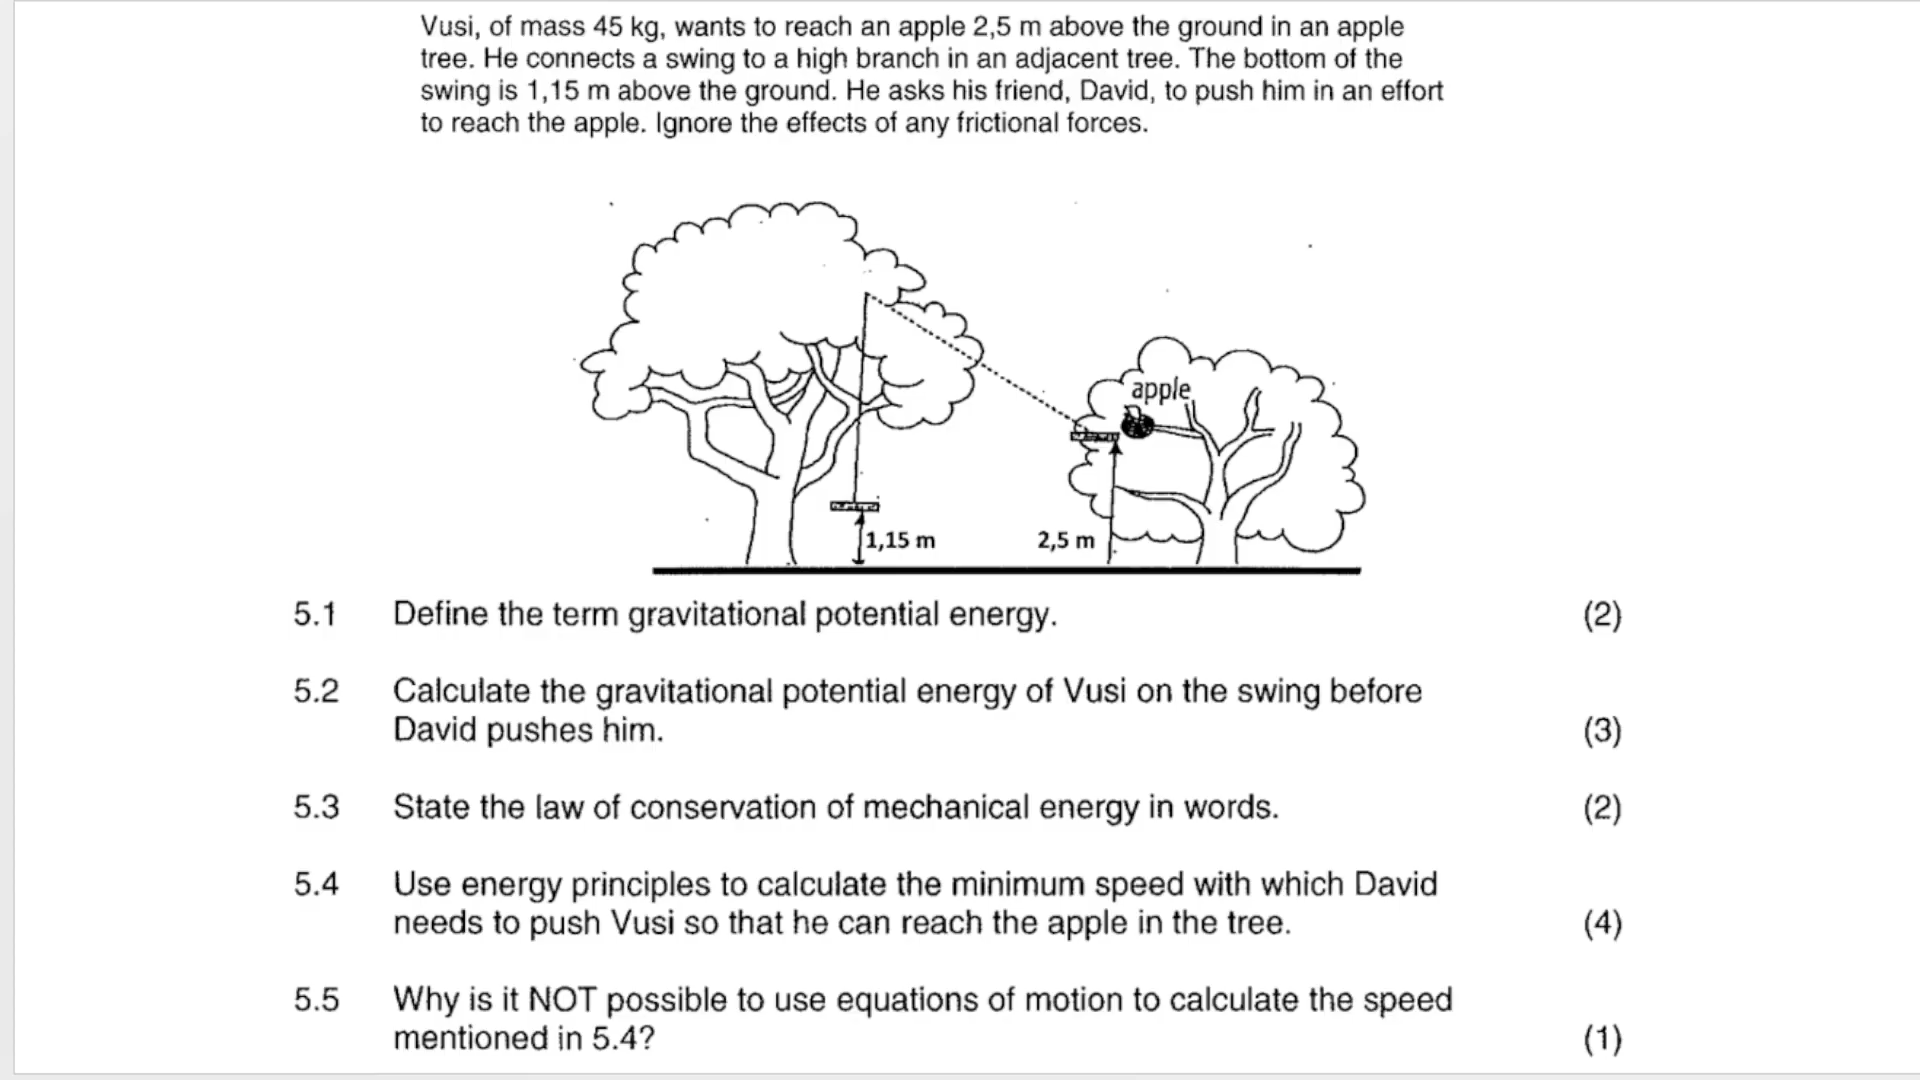 Vusi, of mass 45 kg, wants to reach an apple 2,5 m above the ground in an apple
tree. He connects a swing to a high branch in an adjacent tree. The bottom of the
swing is 1,15 m above the ground. He asks his friend, David, to push him in an effort
to reach the apple. Ignore the effects of any frictional forces.
apple
1,15 m
2,5 m
5.1 Define the term gravitational potential energy. (2)
5.2 Calculate the gravitational potential energy of Vusi on the swing before
David pushes him. (3)
5.3 State the law of conservation of mechanical energy in words. (2)
5.4 Use energy principles to calculate the minimum speed with which David
needs to push Vusi so that he can reach the apple in the tree. (4)
5.5 Why is it NOT possible to use equations of motion to calculate the speed
mentioned in 5.4? (1)